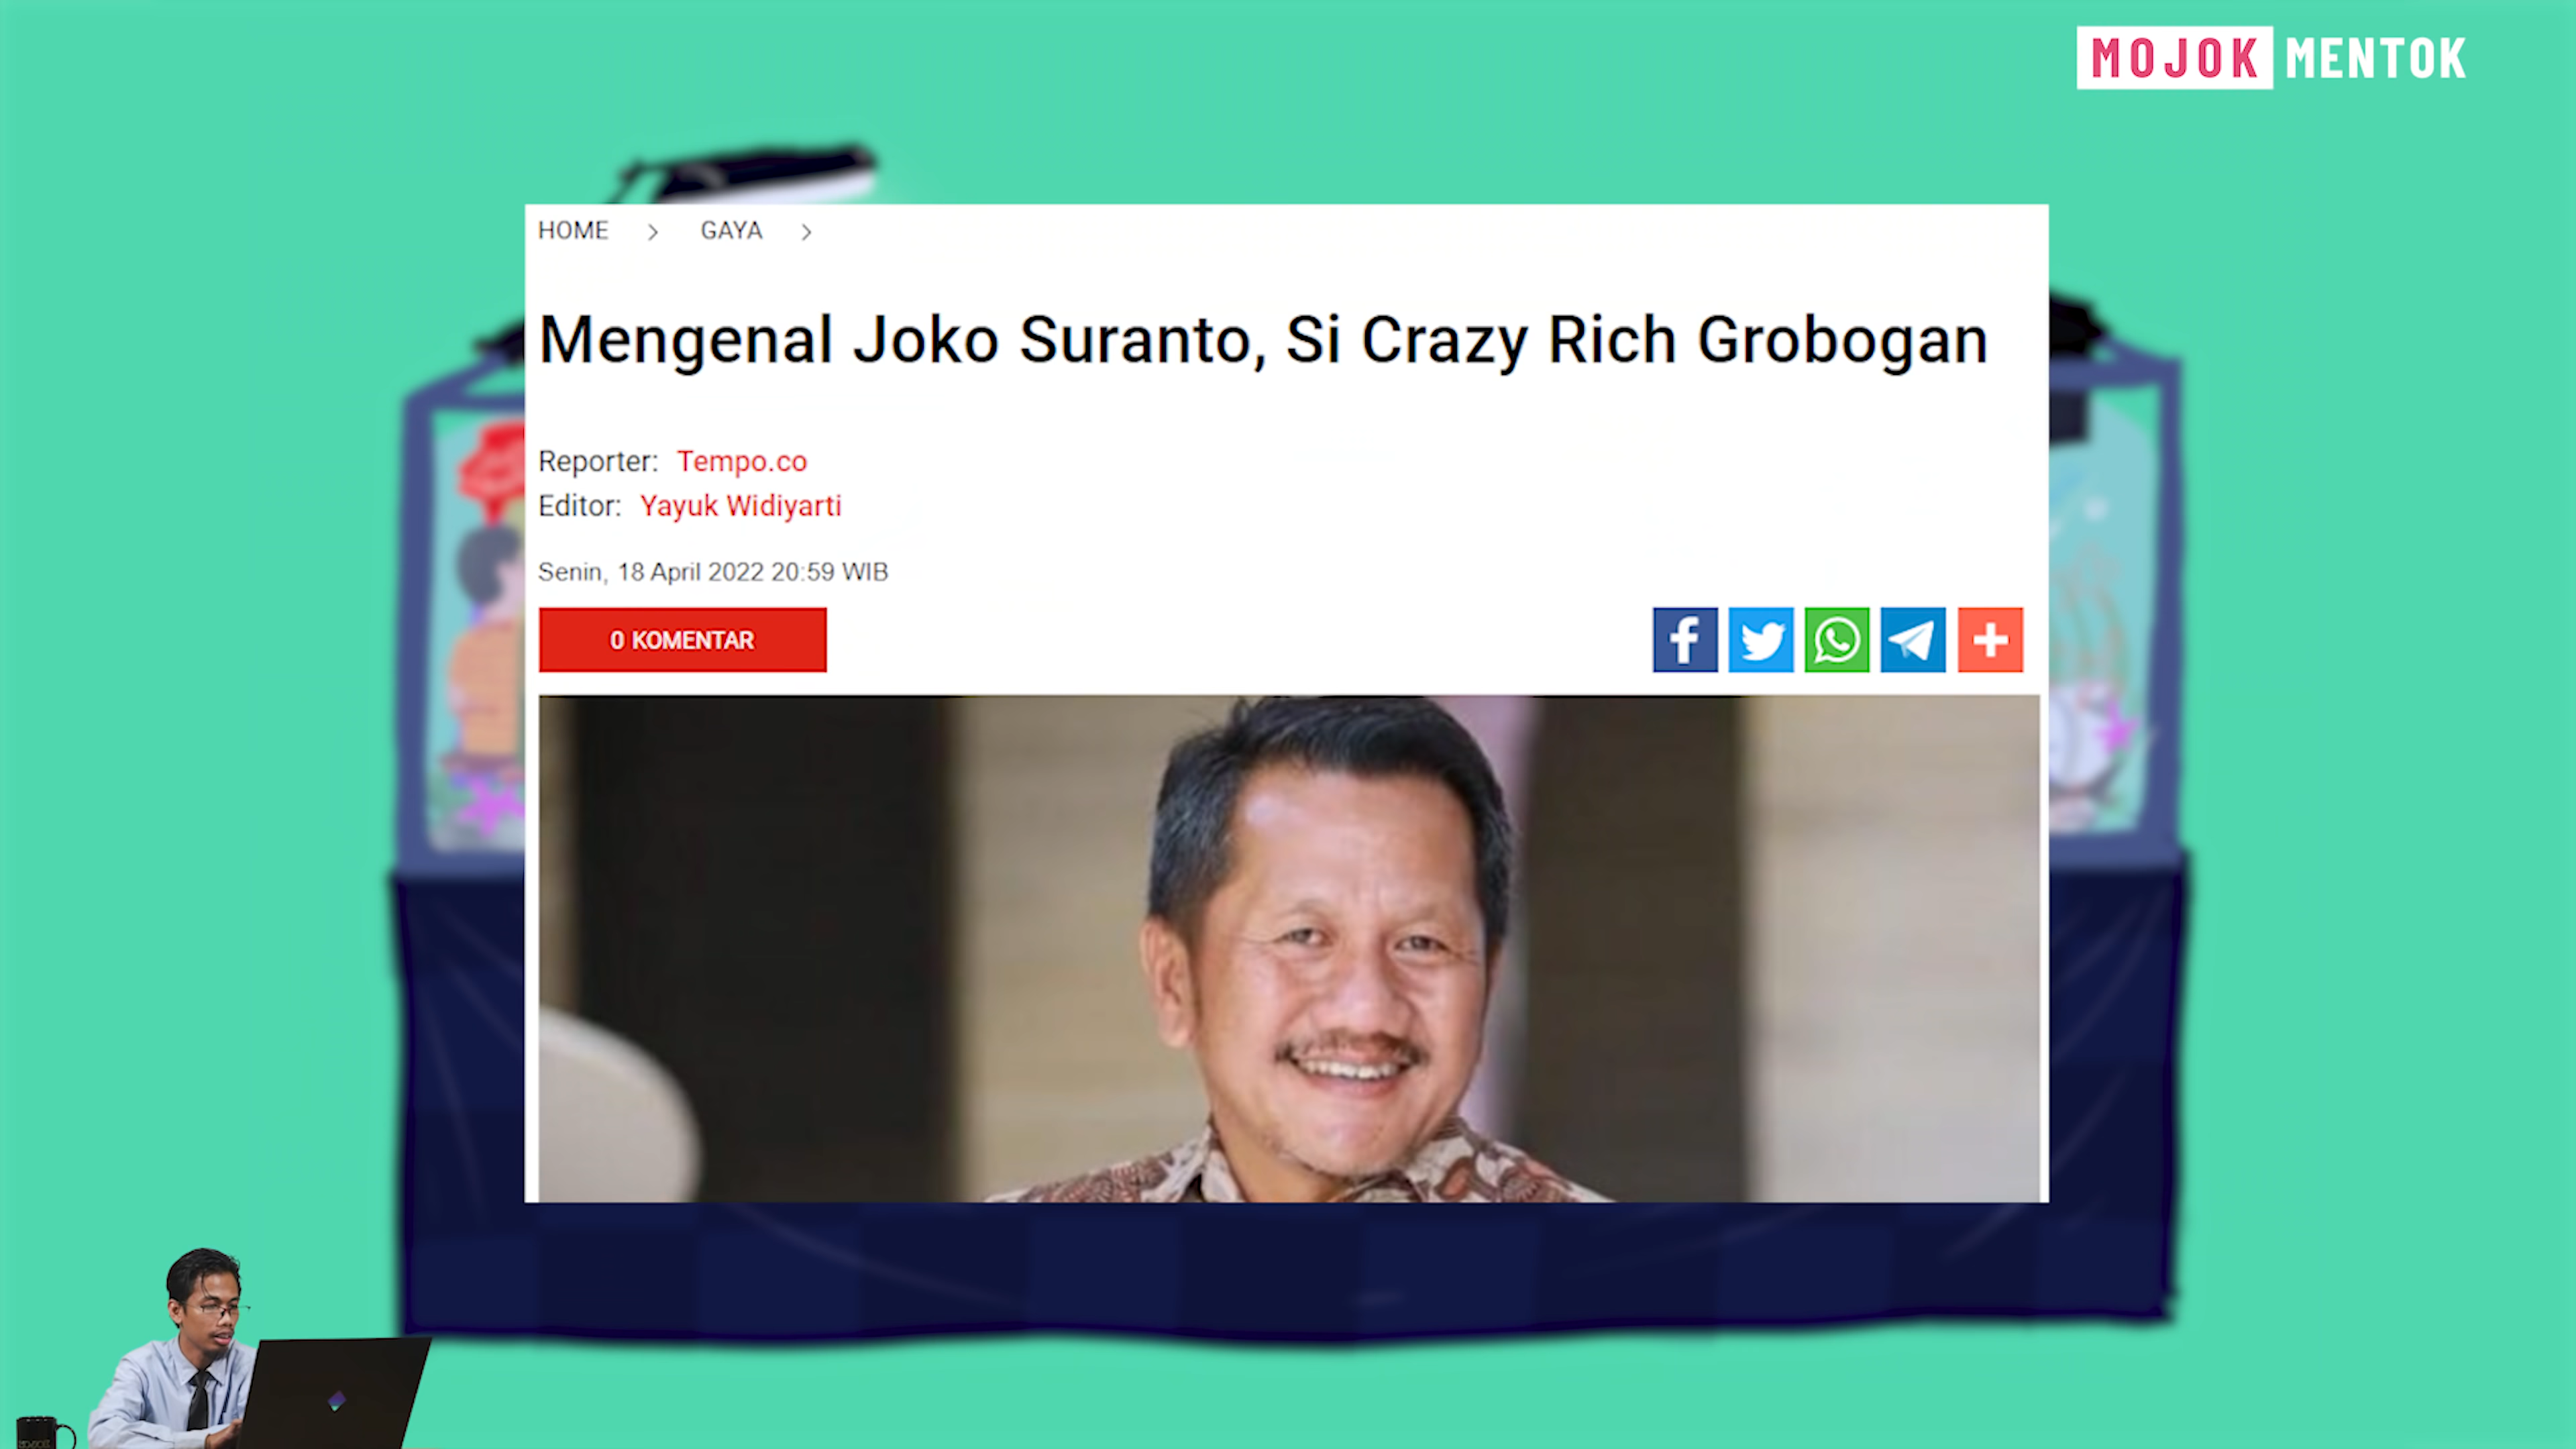 MOJOK MENTOK
HOME > GAYA >
Mengenal Joko Suranto, Si Crazy Rich Grobogan
Reporter: Tempo.co
Editor: Yayuk Widiyarti
Senin, 18 April 2022 20:59 WIB
0 KOMENTAR